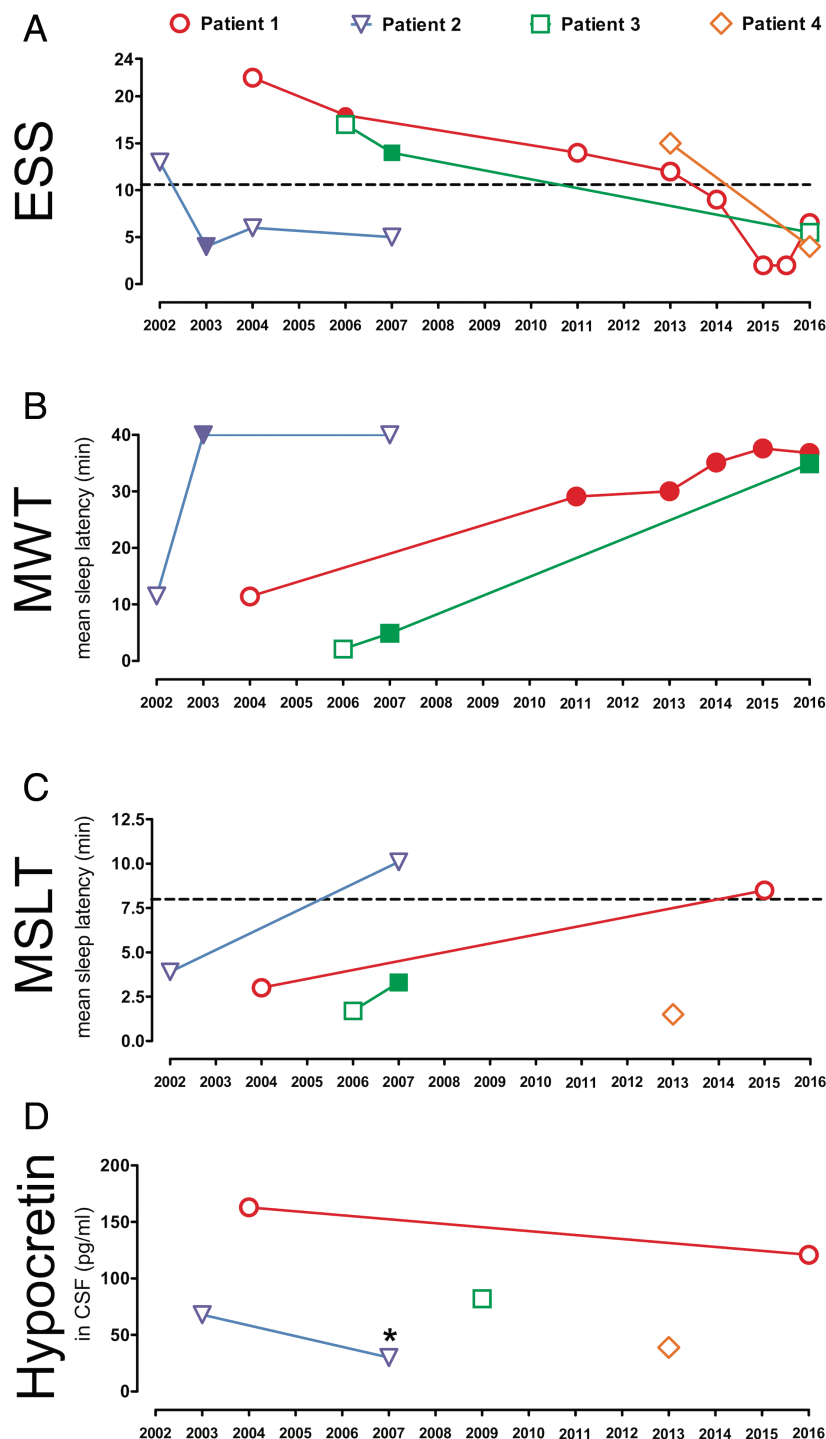 A
Patient 1 Patient 2 Patient 3 Patient 4
ESS
24
20
15
10
5
0
2002 2003 2004 2005 2006 2007 2008 2009 2010 2011 2012 2013 2014 2015 2016
B
MWT
mean sleep latency (min)
40
30
20
10
0
2002 2003 2004 2005 2006 2007 2008 2009 2010 2011 2012 2013 2014 2015 2016
C
MSLT
mean sleep latency (min)
12.5
10.0
7.5
5.0
2.5
0.0
2002 2003 2004 2005 2006 2007 2008 2009 2010 2011 2012 2013 2014 2015 2016
D
Hypocretin
in CSF (pg/ml)
200
150
100
50
0
*
2002 2003 2004 2005 2006 2007 2008 2009 2010 2011 2012 2013 2014 2015 2016